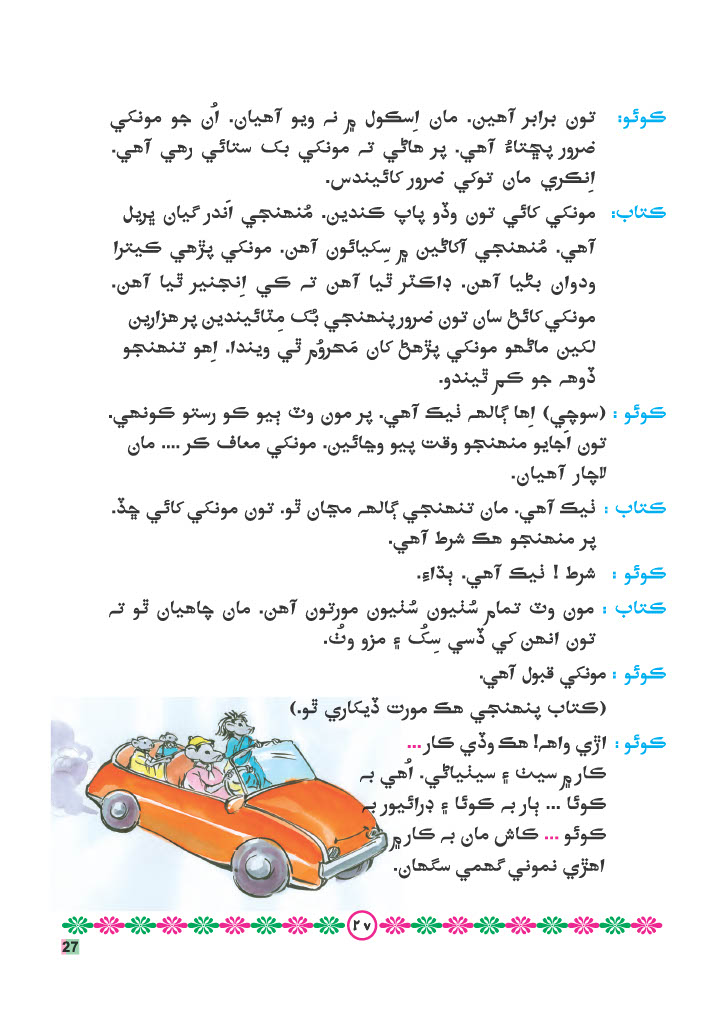 ڪوئو: تون برابر آهين. مان اِسڪول ۾ نہ ويو آهيان. اُن جو مونکي
ضرور پڇتاءُ آهي. پر هاڻي تہ مونکي بک ستائي رهي آهي.
اِنڪري مان توکي ضرور کائيندس.
ڪتاب: مونکي کائي تون وڏو پاپ ڪندين. مُنهنجي اَندر گيان ڀريل
آهي. مُنهنجي آکاڻين ۾ سِکيائون آهن. مونکي پڙهي ڪيترا
ودوان بڻيا آهن. ڊاڪٽر ٿيا آهن تہ ڪي اِنجنير ٿيا آهن.
مونکي کائڻ سان تون ضرور پنهنجي بُک مِٽائيندين پر هزارين
لکين ماڻهو مونکي پڙهڻ کان مَحرُوم ٿي ويندا. اِهو تنهنجو
ڏوهہ جو ڪم ٿيندو.
ڪوئو : (سوچي) اِها ڳالهہ ٺيڪ آهي. پر مون وٽ ٻيو ڪو رستو ڪونهي.
تون اَجايو منهنجو وقت پيو وڃائين. مونکي معاف ڪر .... مان
لاچار آهيان.
ڪتاب : ٺيڪ آهي. مان تنهنجي ڳالهہ مڃان ٿو. تون مونکي کائي ڇڏ.
پر منهنجو هڪ شرط آهي.
ڪوئو : شرط ! ٺيڪ آهي. ٻڌاءِ.
ڪتاب : مون وٽ تمام سُٺيون سُٺيون مورتون آهن. مان چاهيان ٿو تہ
تون انهن کي ڏسي سِکُ ۽ مزو وٺُ.
ڪوئو : مونکي قبول آهي.
(ڪتاب پنهنجي هڪ مورت ڏيکاري ٿو.)
ڪوئو : اڙي واهہ! هڪ وڏي ڪار...
ڪار ۾ سيٺ ۽ سيٺياڻي. اُهي بہ
ڪوئا ... ٻار بہ ڪوئا ۽ ڊرائيور بہ
ڪوئو ... ڪاش مان بہ ڪار ۾
اهڙي نموني گهمي سگهان.
٢٧
27